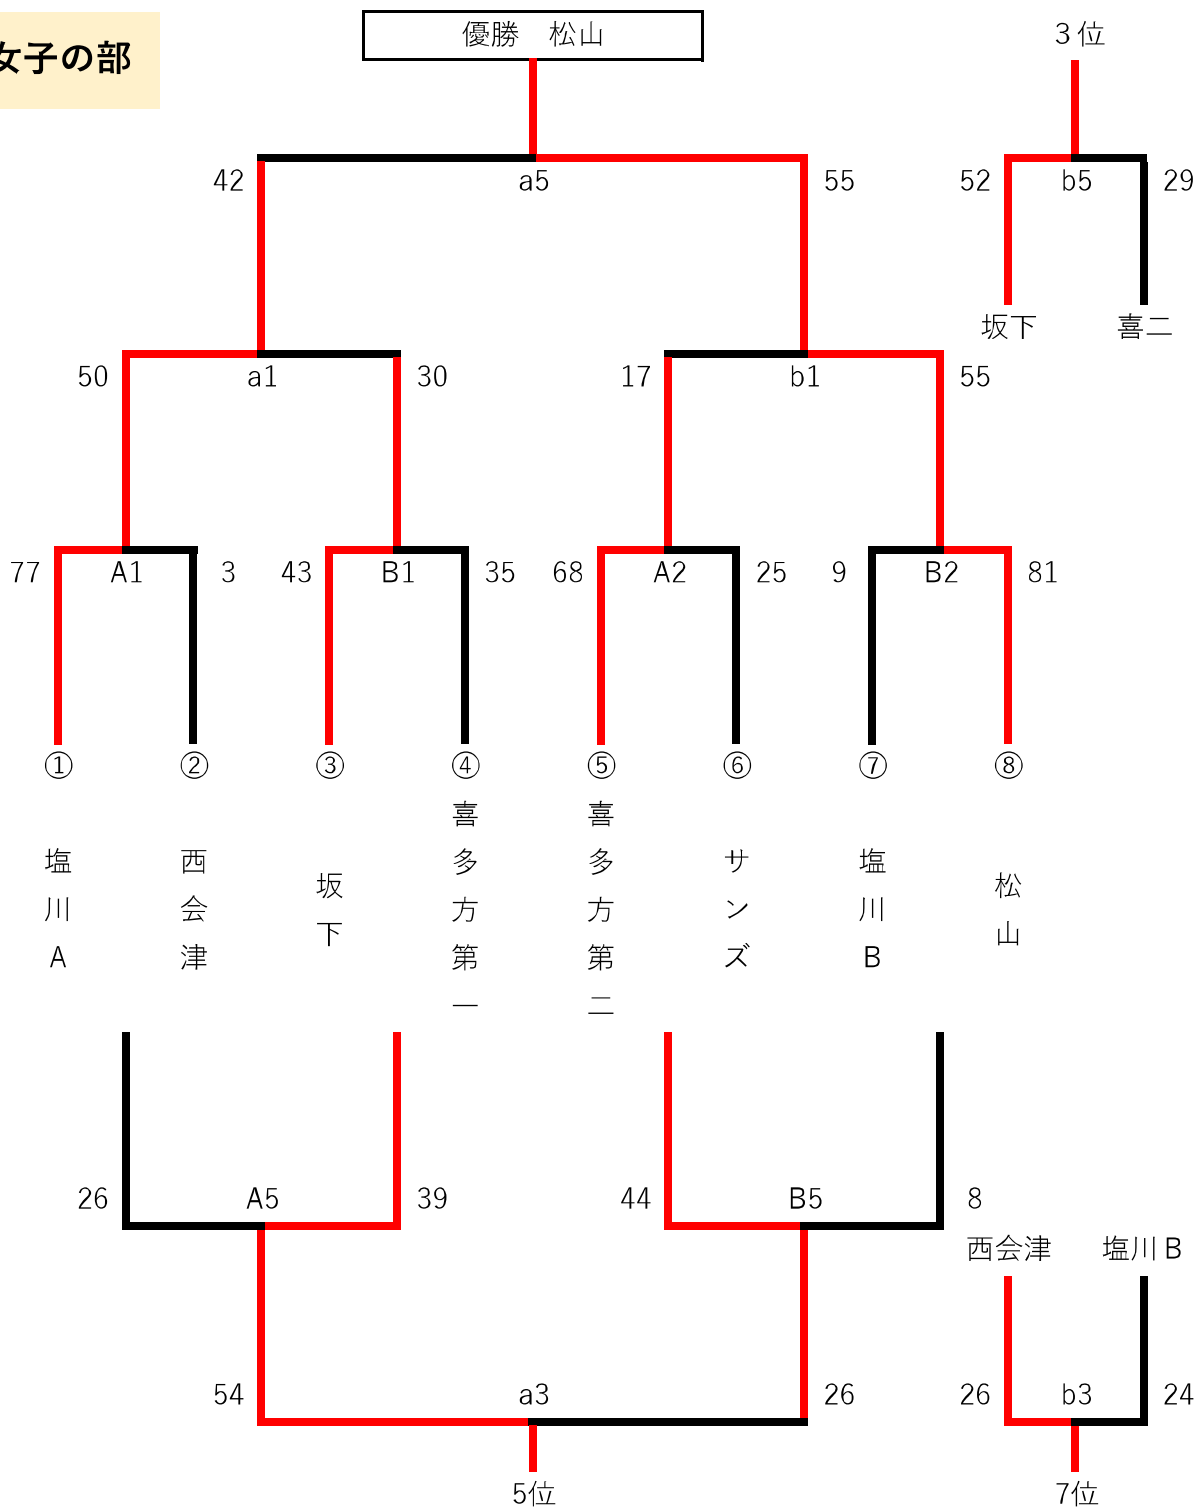 女子の部
優勝　松山
３位
42
a5
55
52
b5
29
坂下
喜二
50
a1
30
17
b1
55
77
A1
3
43
B1
35
68
A2
25
9
B2
81
①
②
③
④
⑤
⑥
⑦
⑧
塩川A
西会津
坂下
喜多方第一
喜多方第二
サンズ
塩川B
松山
26
A5
39
44
B5
8
西会津
塩川B
54
a3
26
26
b3
24
5位
7位